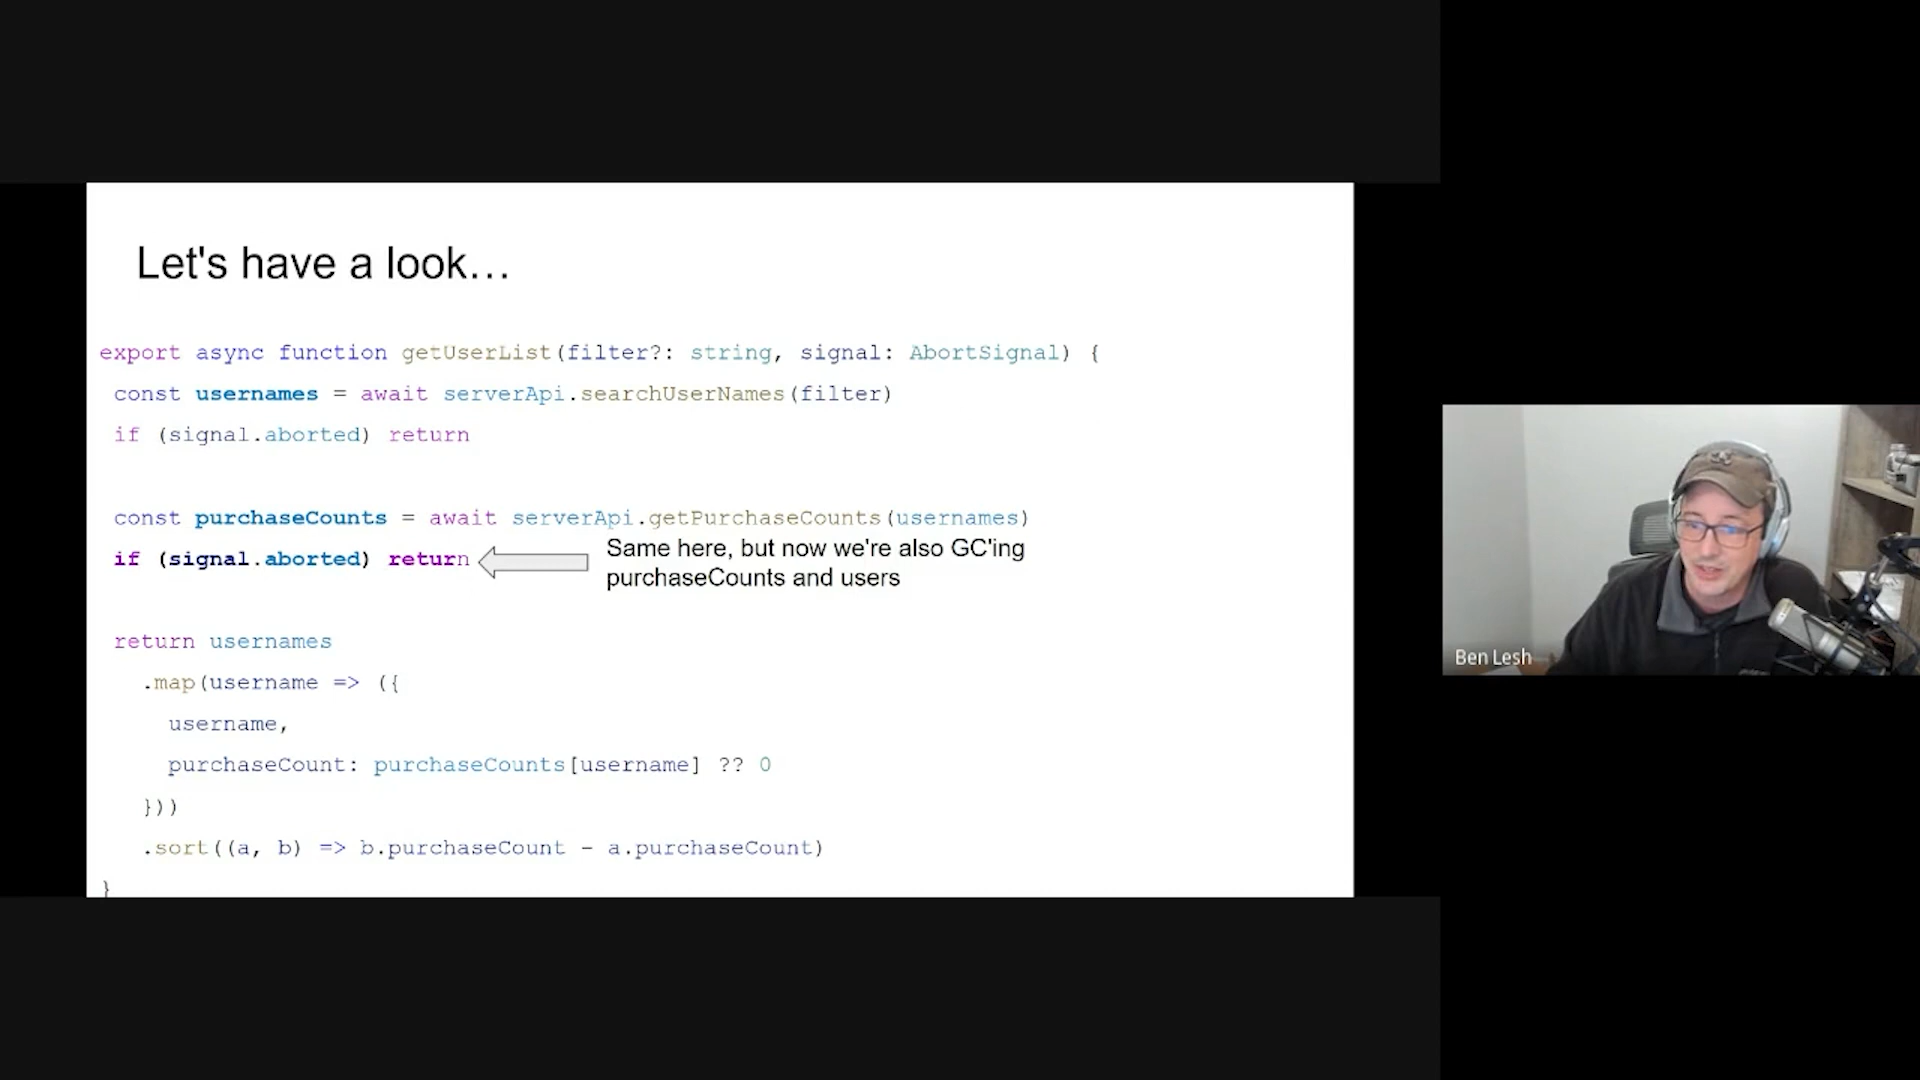 Let's have a look…
export async function getUserList(filter?: string, signal: AbortSignal) {
const usernames = await serverApi.searchUserNames(filter)
if (signal.aborted) return
const purchaseCounts = await serverApi.getPurchaseCounts(usernames)
if (signal.aborted) return
Same here, but now we're also GC'ing
purchaseCounts and users
return usernames
.map(username => ({
username,
purchaseCount: purchaseCounts[username] ?? 0
}))
.sort((a, b) => b.purchaseCount - a.purchaseCount)
}
Ben Lesh